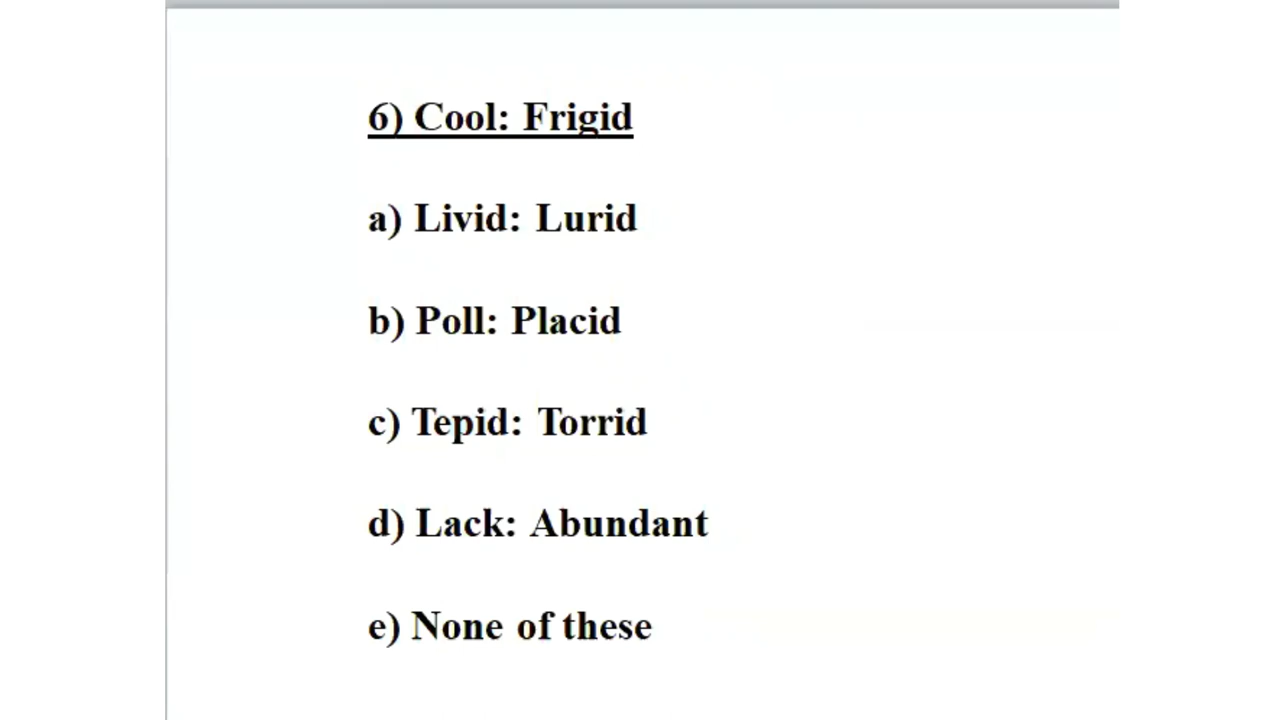 6) Cool: Frigid
a) Livid: Lurid
b) Poll: Placid
c) Tepid: Torrid
d) Lack: Abundant
e) None of these